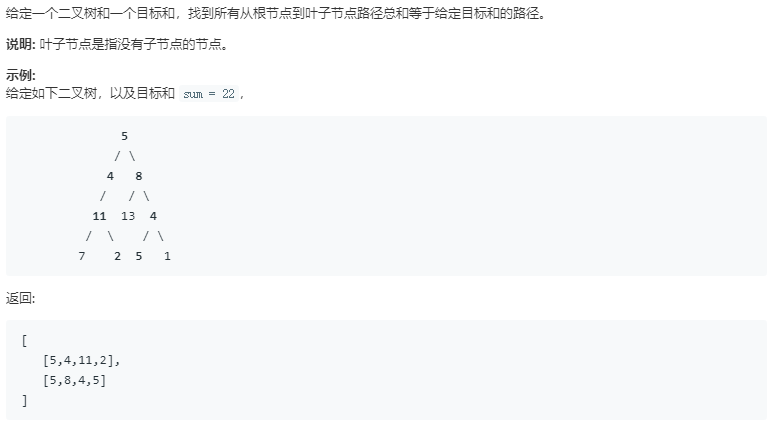 给定一个二叉树和一个目标和，找到所有从根节点到叶子节点路径总和等于给定目标和的路径。
说明: 叶子节点是指没有子节点的节点。
示例:
给定如下二叉树，以及目标和 sum = 22，
5
/ \
4 8
/ / \
11 13 4
/ \ / \
7 2 5 1
返回:
[
[5,4,11,2],
[5,8,4,5]
]